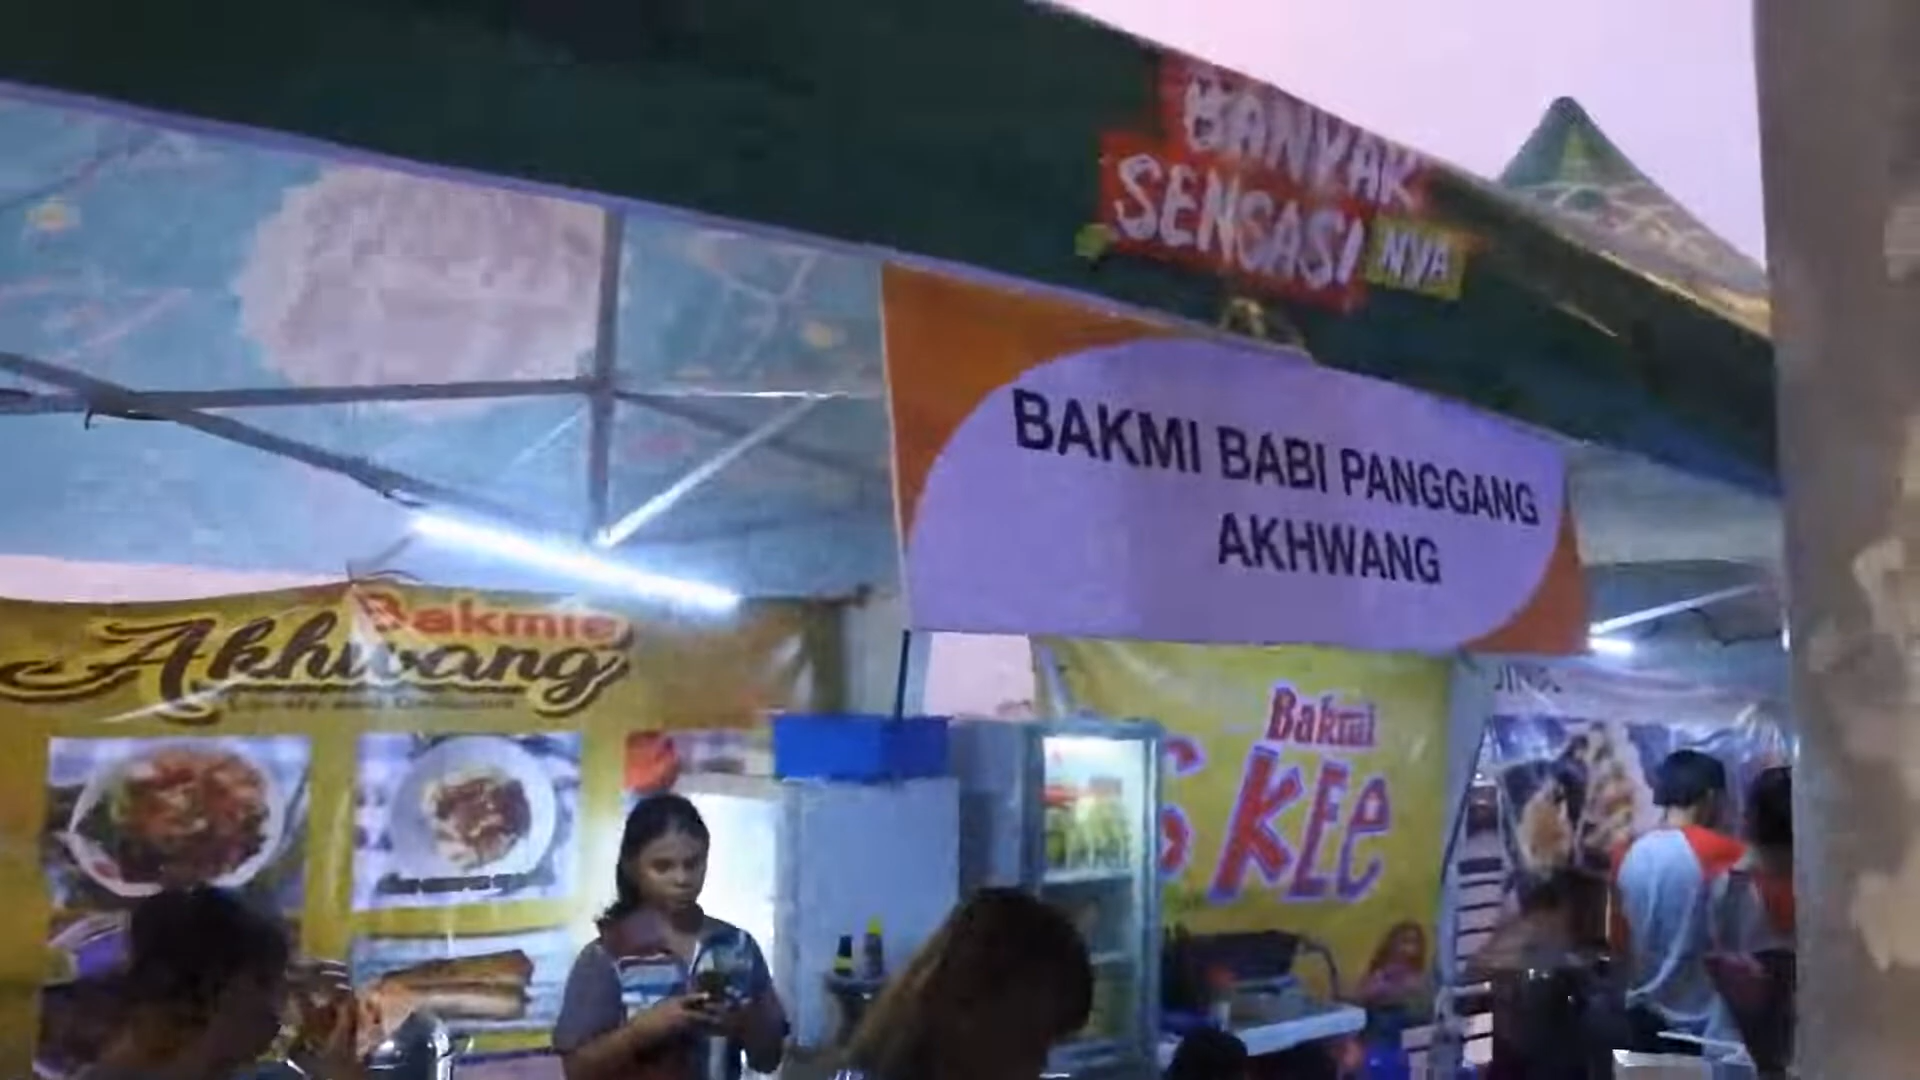 BANYAK
SENSASI NYA
BAKMI BABI PANGGANG
AKHWANG
Bakmie
Akhwang
Bakmi
KEE